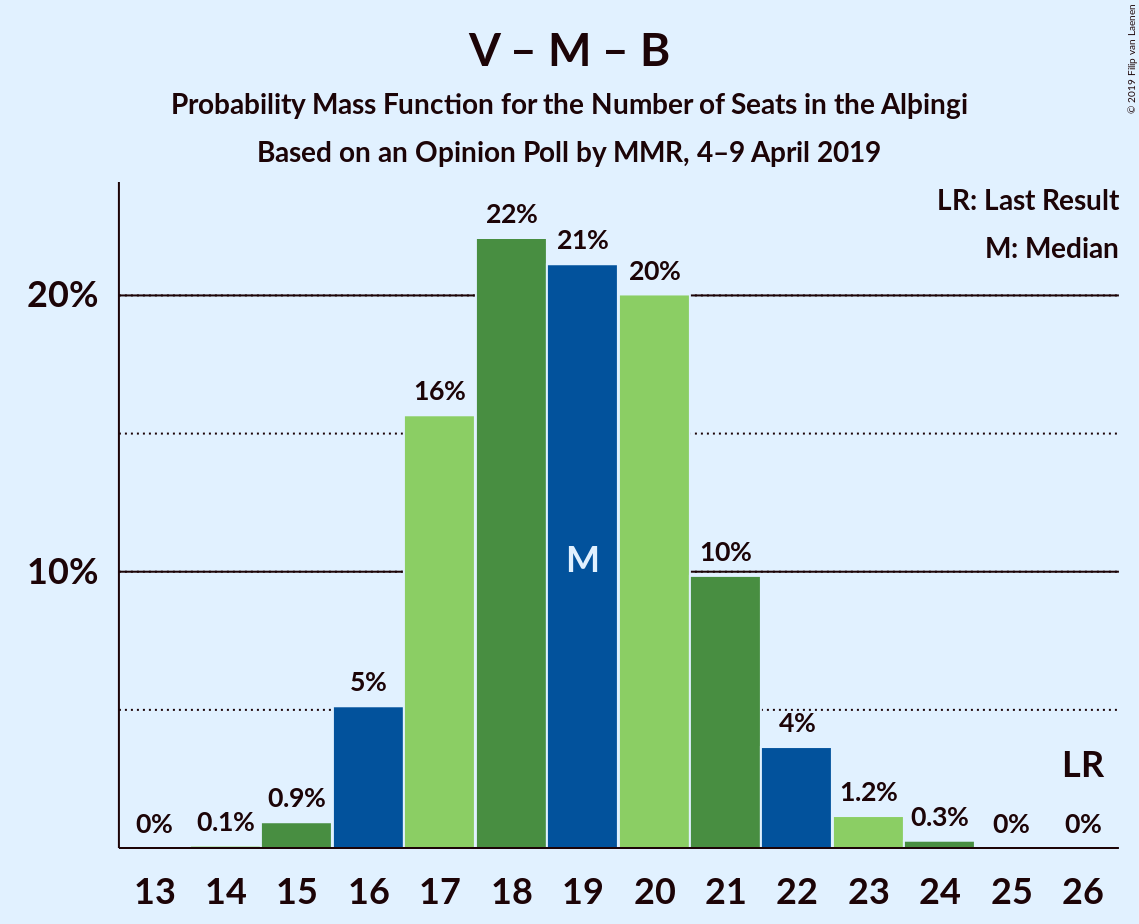 V – M – B
Probability Mass Function for the Number of Seats in the Alþingi
Based on an Opinion Poll by MMR, 4–9 April 2019
© 2019 Filip van Laenen
LR: Last Result
M: Median
20%
10%
0%
0.1%
0.9%
5%
16%
22%
21%
20%
10%
4%
1.2%
0.3%
0%
0%
M
LR
13 14 15 16 17 18 19 20 21 22 23 24 25 26